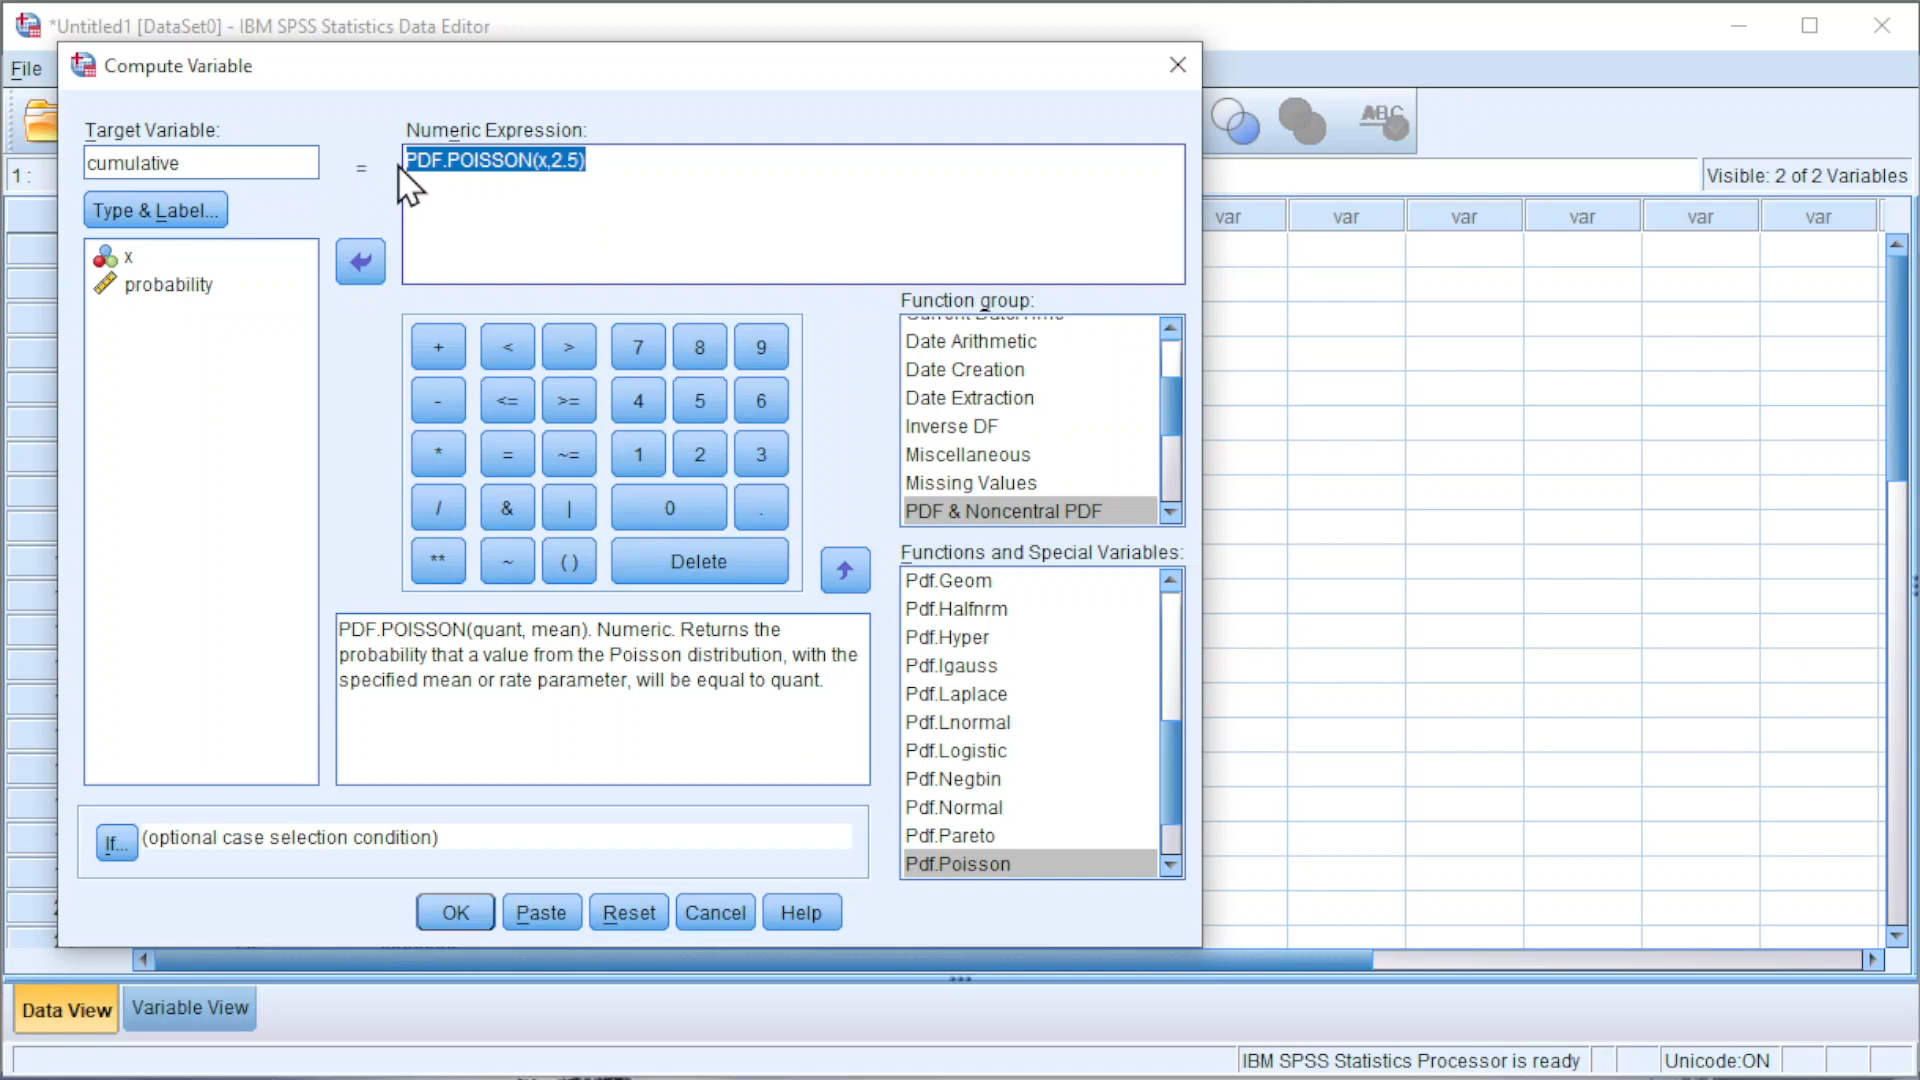 *Untitled1 [DataSet0] - IBM SPSS Statistics Data Editor
File
Compute Variable
Target Variable:
Numeric Expression:
cumulative
=
PDF.POISSON(x,2.5)
Type & Label...
x
probability
1 :
ABC
Visible: 2 of 2 Variables
var var var var var var
+ < > 7 8 9
- <= >= 4 5 6
* = ~= 1 2 3
/ & | 0 .
** ~ ( ) Delete
Function group:
Current Date/Time
Date Arithmetic
Date Creation
Date Extraction
Inverse DF
Miscellaneous
Missing Values
PDF & Noncentral PDF
Functions and Special Variables:
Pdf.Geom
Pdf.Halfnrm
Pdf.Hyper
Pdf.Igauss
Pdf.Laplace
Pdf.Lnormal
Pdf.Logistic
Pdf.Negbin
Pdf.Normal
Pdf.Pareto
Pdf.Poisson
PDF.POISSON(quant, mean). Numeric. Returns the
probability that a value from the Poisson distribution, with the
specified mean or rate parameter, will be equal to quant.
If... (optional case selection condition)
OK Paste Reset Cancel Help
Data View Variable View
IBM SPSS Statistics Processor is ready Unicode:ON